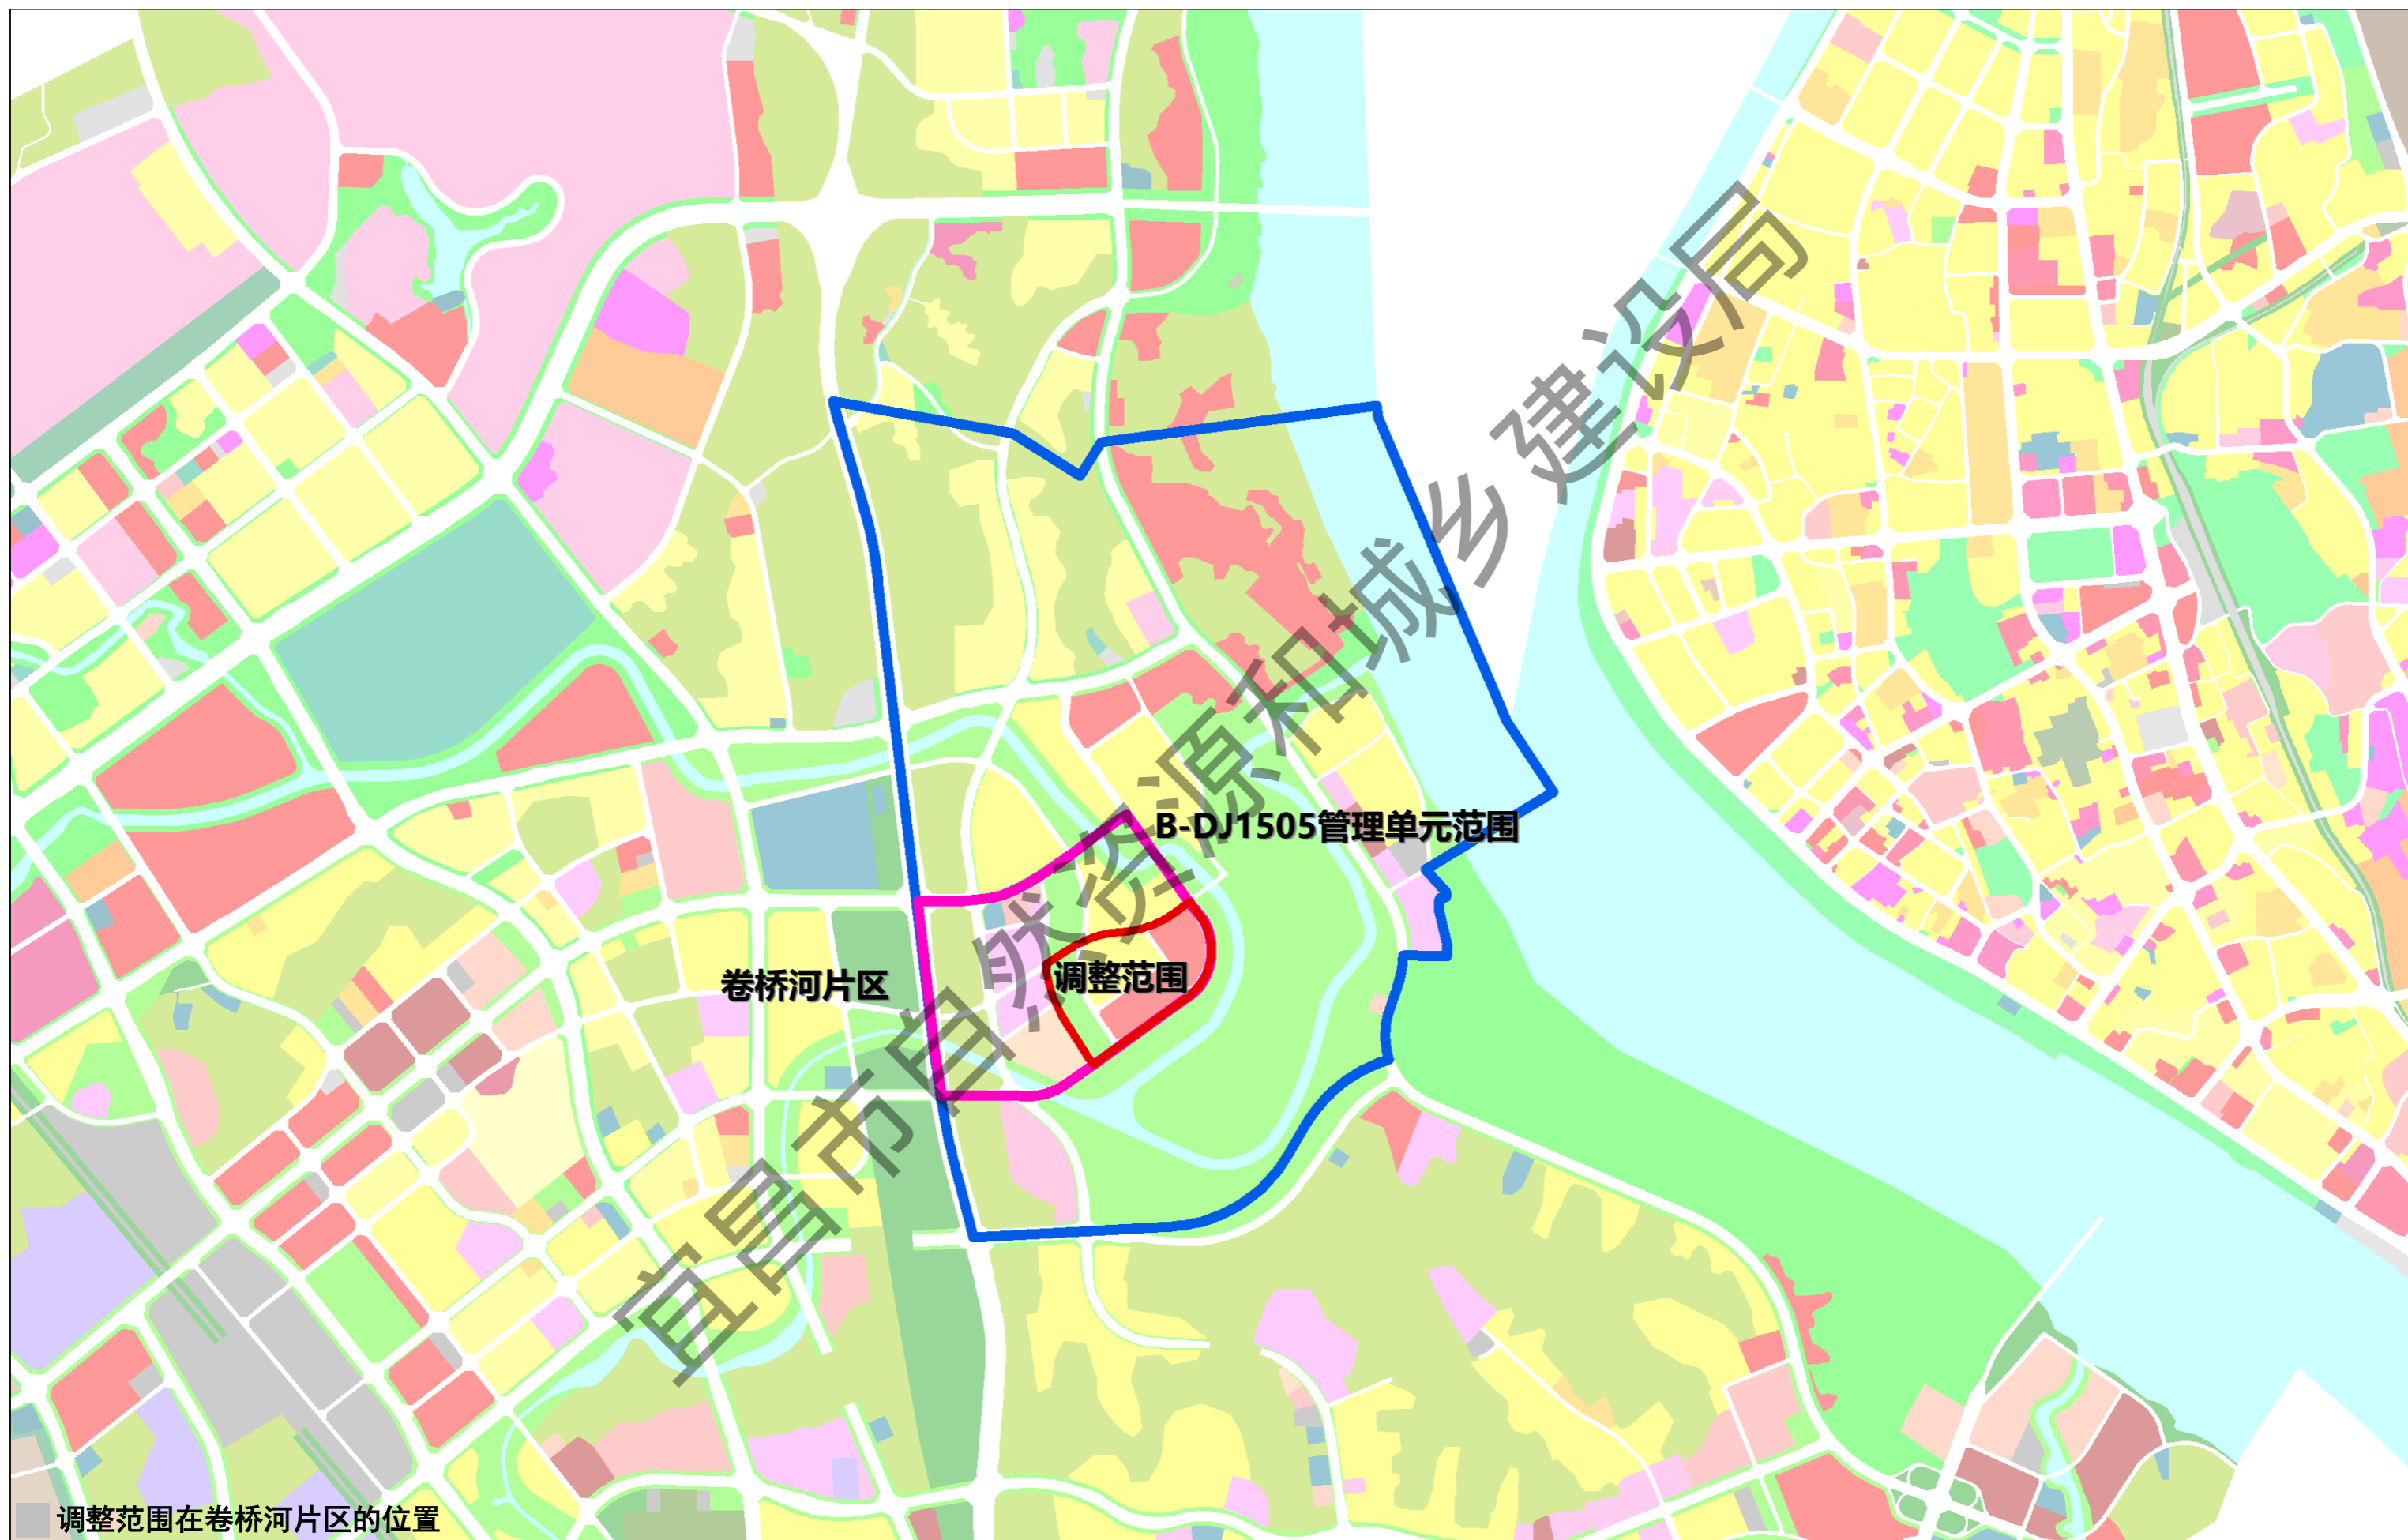 宜昌市自然资源和城乡建设局
B-DJ1505管理单元范围
卷桥河片区
调整范围
调整范围在卷桥河片区的位置